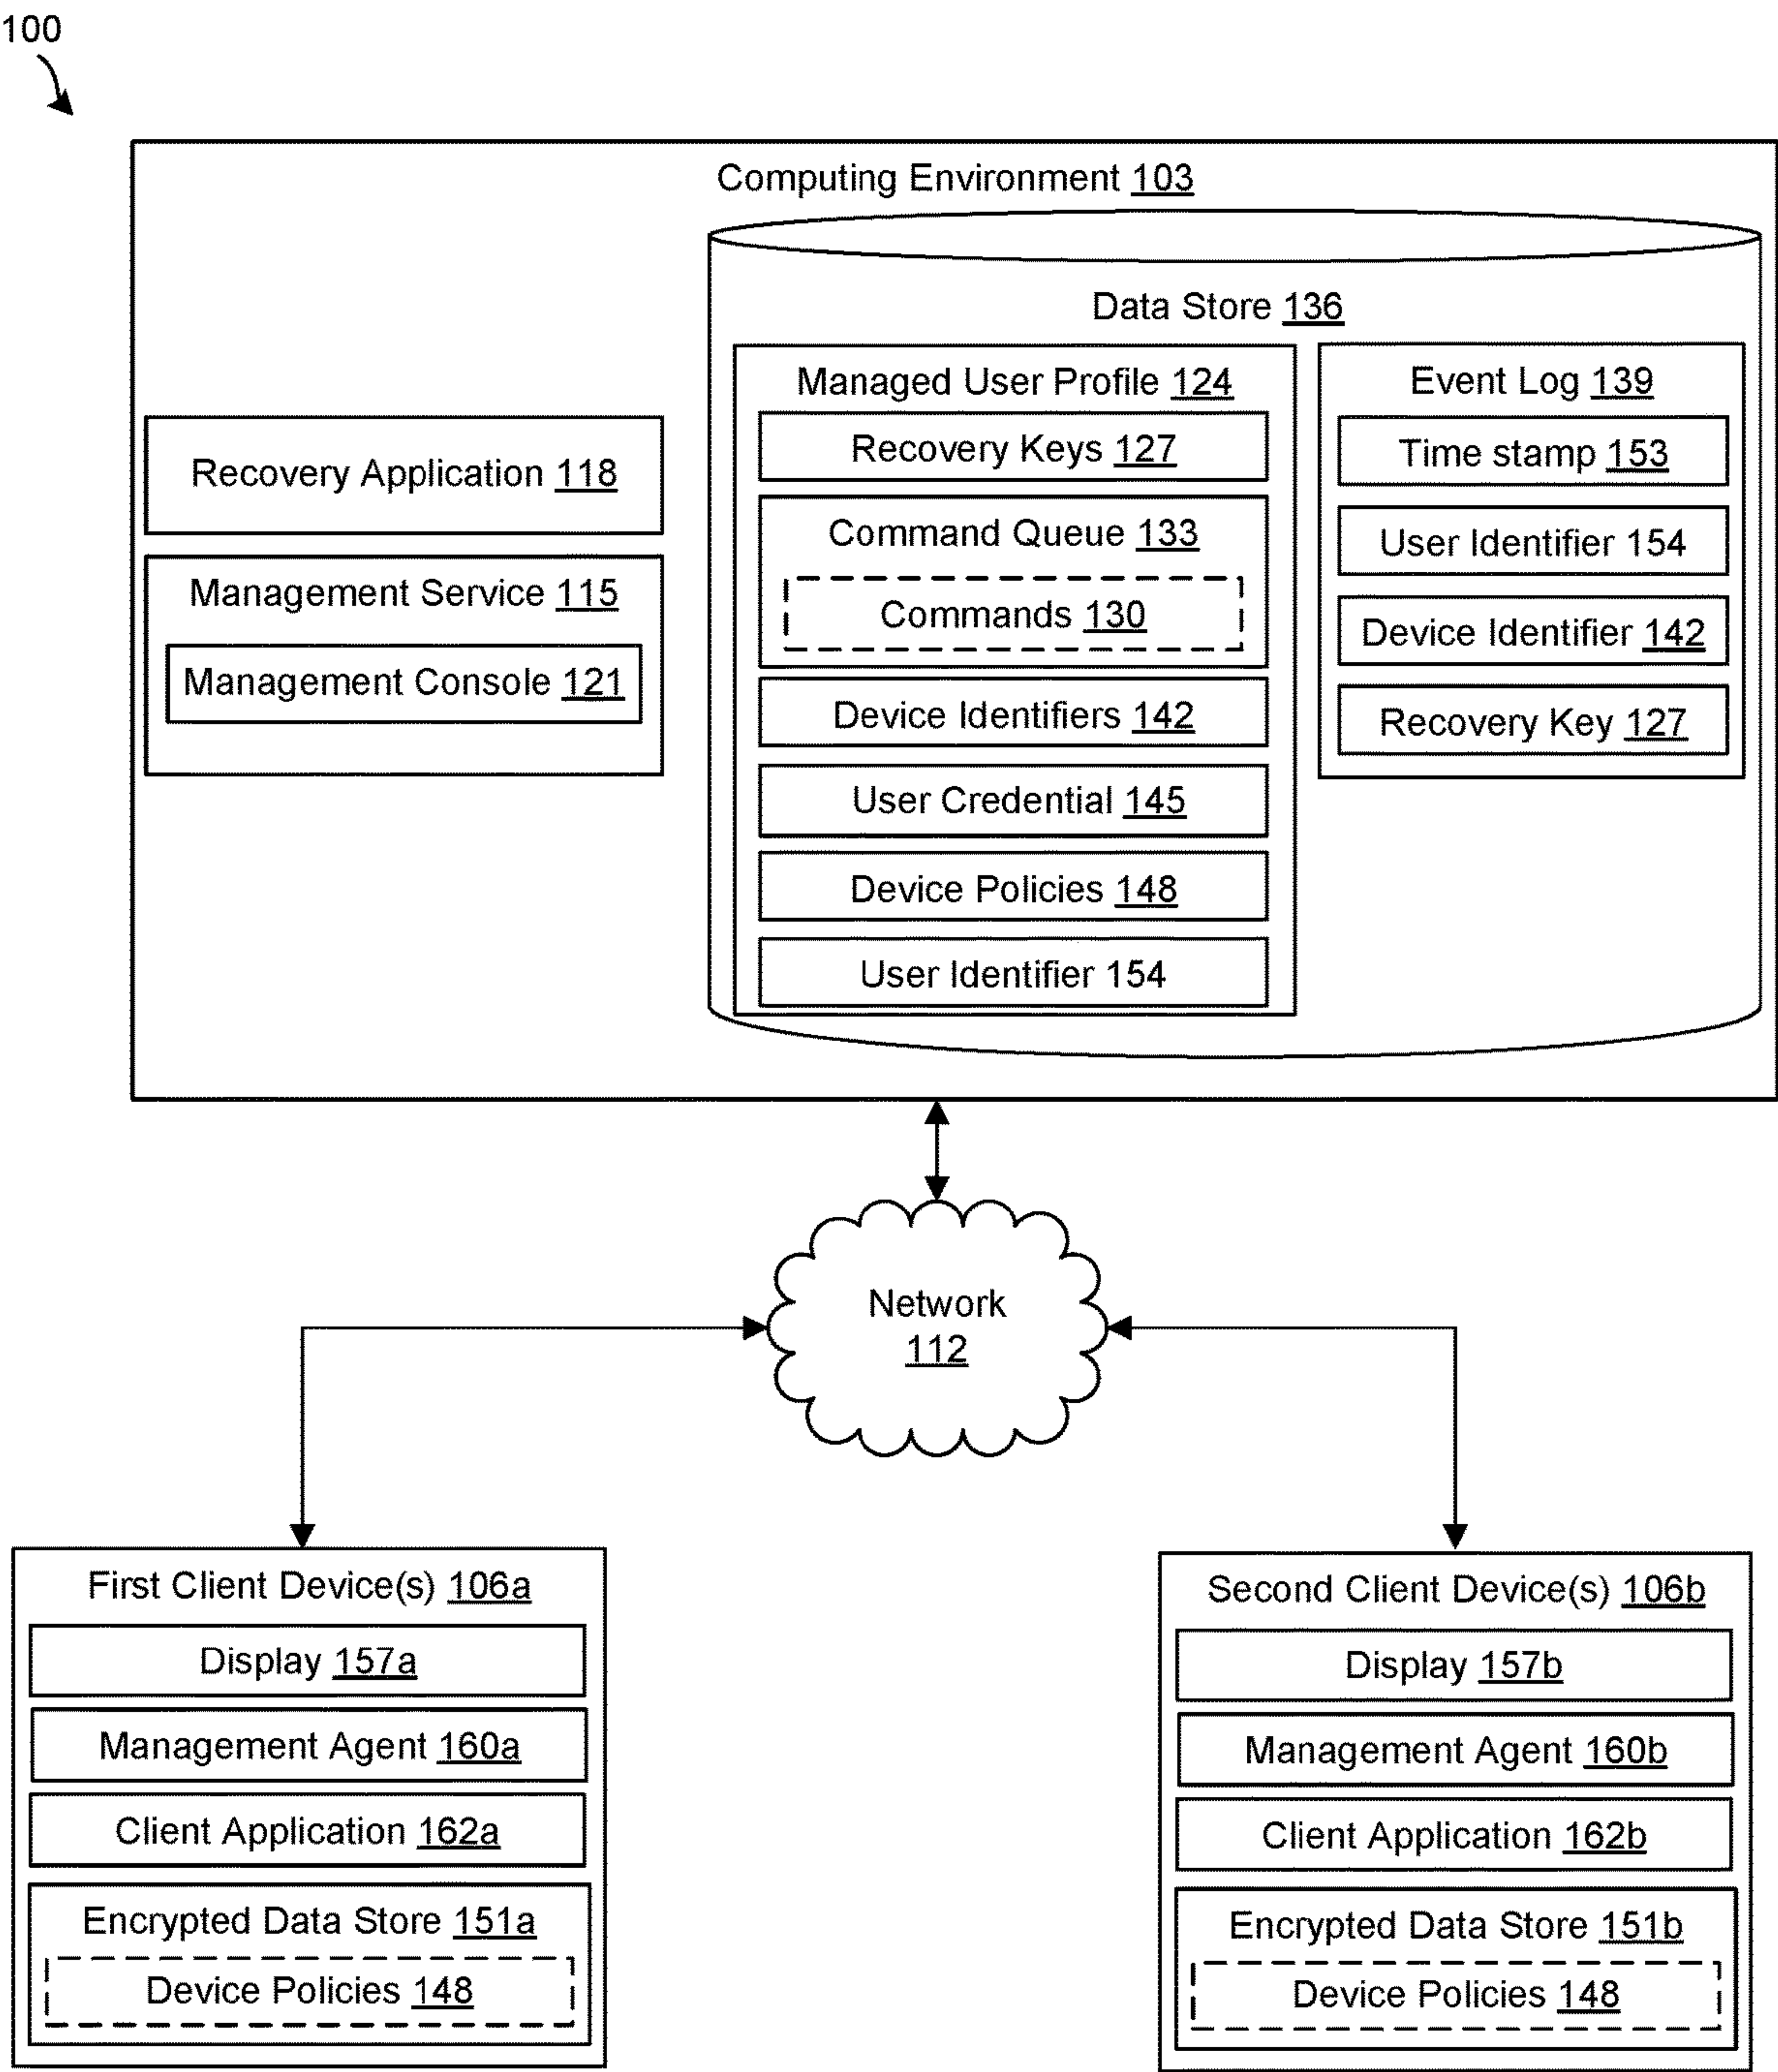 100
Computing Environment 103
Data Store 136
Recovery Application 118
Management Service 115
Management Console 121
Managed User Profile 124
Recovery Keys 127
Command Queue 133
Commands 130
Device Identifiers 142
User Credential 145
Device Policies 148
User Identifier 154
Event Log 139
Time stamp 153
User Identifier 154
Device Identifier 142
Recovery Key 127
Network
112
First Client Device(s) 106a
Display 157a
Management Agent 160a
Client Application 162a
Encrypted Data Store 151a
Device Policies 148
Second Client Device(s) 106b
Display 157b
Management Agent 160b
Client Application 162b
Encrypted Data Store 151b
Device Policies 148